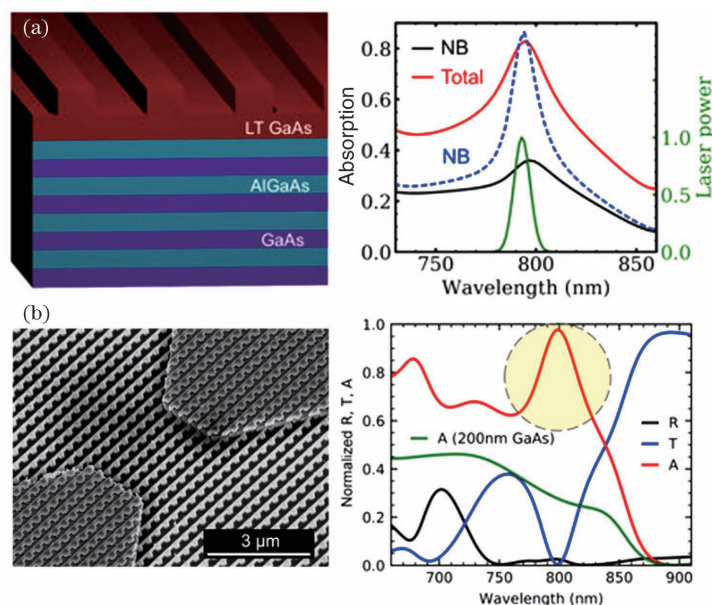 (a)
LT GaAs
AlGaAs
GaAs
Absorption
0.8
0.6
0.4
0.2
0.0
NB
Total
NB
1.0
0.5
0.0
Laser power
750
800
850
Wavelength (nm)
(b)
3 μm
Normalized R, T, A
1.0
0.8
0.6
0.4
0.2
0.0
A (200nm GaAs)
R
T
A
700
750
800
850
900
Wavelength (nm)